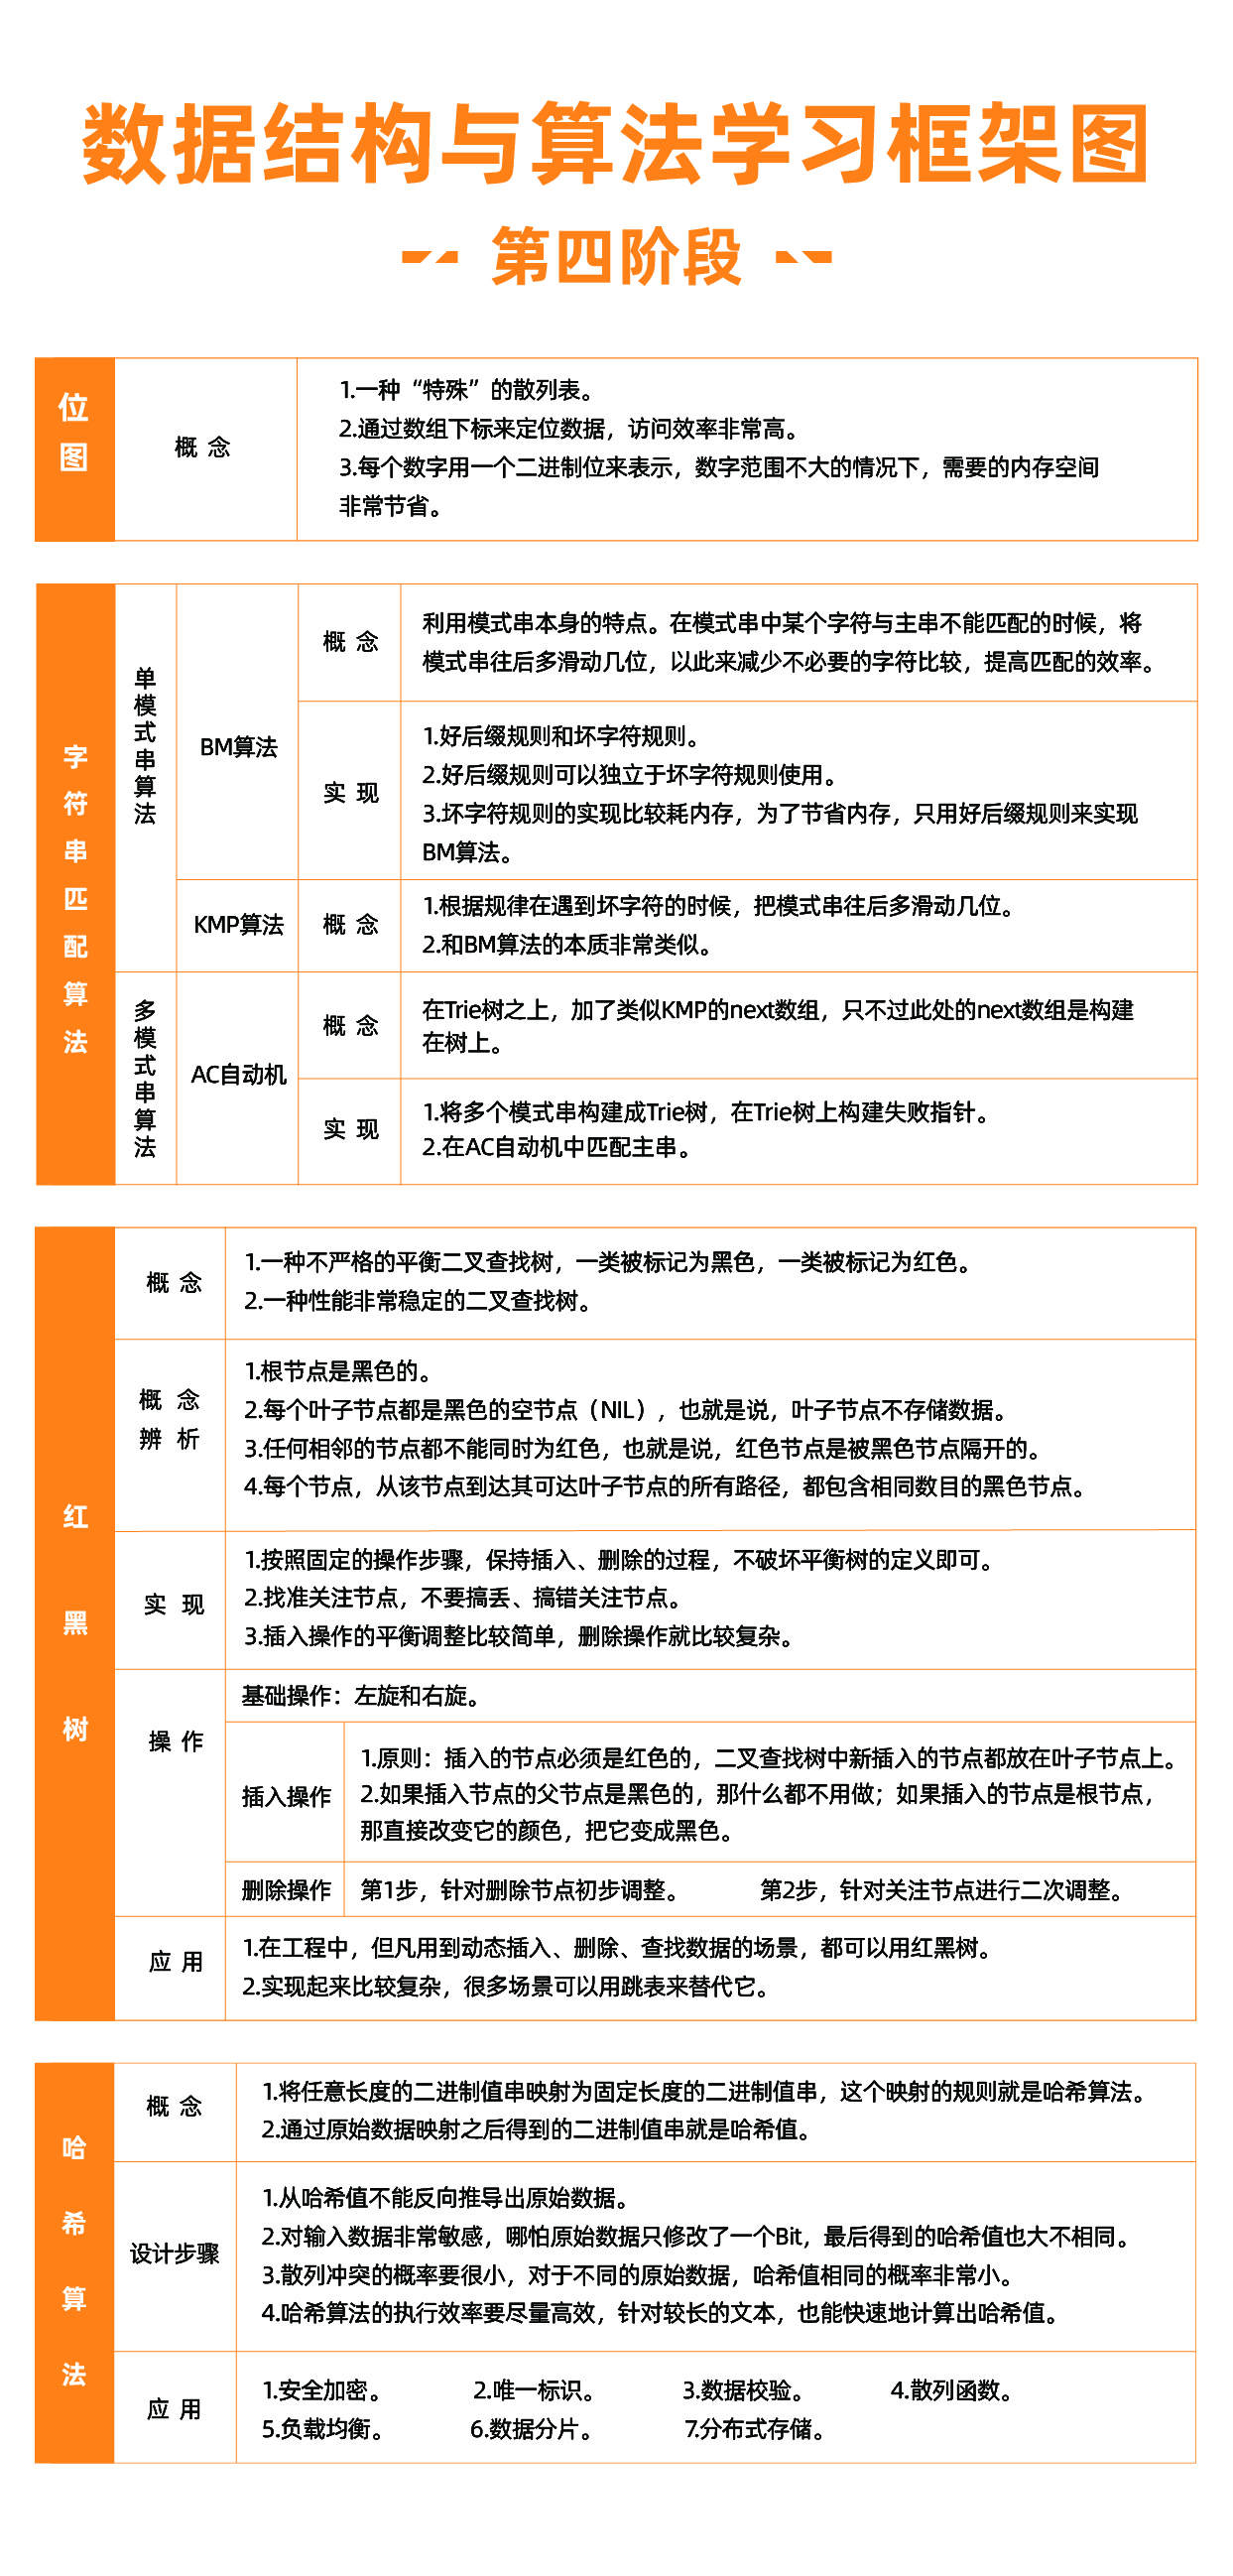 数据结构与算法学习框架图
第四阶段
位图
概念
1.一种“特殊”的散列表。
2.通过数组下标来定位数据，访问效率非常高。
3.每个数字用一个二进制位来表示，数字范围不大的情况下，需要的内存空间
非常节省。
字符串匹配算法
单模式串算法
BM算法
概念
利用模式串本身的特点。在模式串中某个字符与主串不能匹配的时候，将
模式串往后多滑动几位，以此来减少不必要的字符比较，提高匹配的效率。
实现
1.好后缀规则和坏字符规则。
2.好后缀规则可以独立于坏字符规则使用。
3.坏字符规则的实现比较耗内存，为了节省内存，只用好后缀规则来实现
BM算法。
KMP算法
概念
1.根据规律在遇到坏字符的时候，把模式串往后多滑动几位。
2.和BM算法的本质非常类似。
多模式串算法
AC自动机
概念
在Trie树之上，加了类似KMP的next数组，只不过此处的next数组是构建
在树上。
实现
1.将多个模式串构建成Trie树，在Trie树上构建失败指针。
2.在AC自动机中匹配主串。
红黑树
概念
1.一种不严格的平衡二叉查找树，一类被标记为黑色，一类被标记为红色。
2.一种性能非常稳定的二叉查找树。
概念
辨析
1.根节点是黑色的。
2.每个叶子节点都是黑色的空节点（NIL），也就是说，叶子节点不存储数据。
3.任何相邻的节点都不能同时为红色，也就是说，红色节点是被黑色节点隔开的。
4.每个节点，从该节点到达其可达叶子节点的所有路径，都包含相同数目的黑色节点。
实现
1.按照固定的操作步骤，保持插入、删除的过程，不破坏平衡树的定义即可。
2.找准关注节点，不要搞丢、搞错关注节点。
3.插入操作的平衡调整比较简单，删除操作就比较复杂。
操作
基础操作：左旋和右旋。
插入操作
1.原则：插入的节点必须是红色的，二叉查找树中新插入的节点都放在叶子节点上。
2.如果插入节点的父节点是黑色的，那什么都不用做；如果插入的节点是根节点，
那直接改变它的颜色，把它变成黑色。
删除操作
第1步，针对删除节点初步调整。 第2步，针对关注节点进行二次调整。
应用
1.在工程中，但凡用到动态插入、删除、查找数据的场景，都可以用红黑树。
2.实现起来比较复杂，很多场景可以用跳表来替代它。
哈希算法
概念
1.将任意长度的二进制值串映射为固定长度的二进制值串，这个映射的规则就是哈希算法。
2.通过原始数据映射之后得到的二进制值串就是哈希值。
设计步骤
1.从哈希值不能反向推导出原始数据。
2.对输入数据非常敏感，哪怕原始数据只修改了一个Bit，最后得到的哈希值也大不相同。
3.散列冲突的概率要很小，对于不同的原始数据，哈希值相同的概率非常小。
4.哈希算法的执行效率要尽量高效，针对较长的文本，也能快速地计算出哈希值。
应用
1.安全加密。 2.唯一标识。 3.数据校验。 4.散列函数。
5.负载均衡。 6.数据分片。 7.分布式存储。